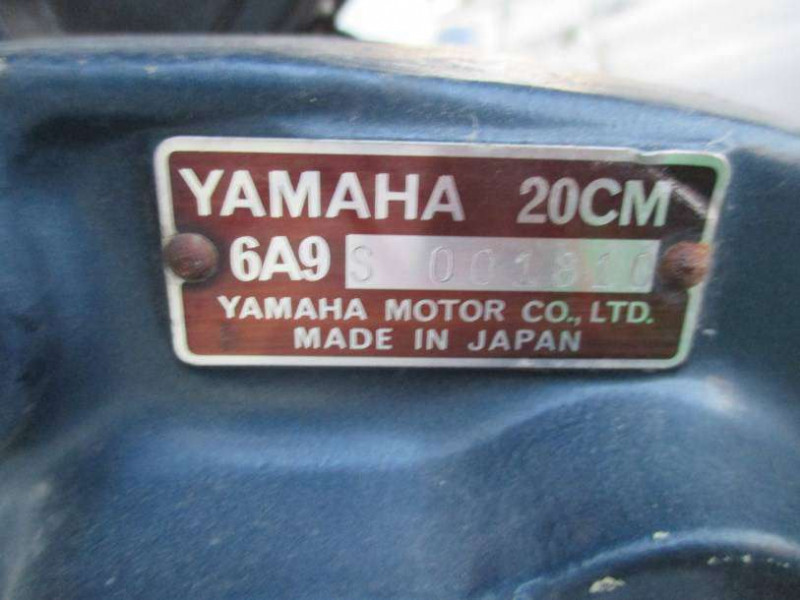 YAMAHA 20CM
6A9 S 001810
YAMAHA MOTOR CO., LTD.
MADE IN JAPAN